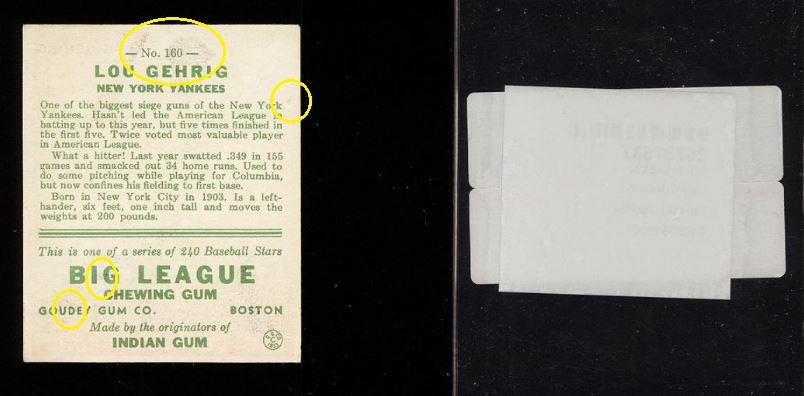 — No. 160 —
LOU GEHRIG
NEW YORK YANKEES
One of the biggest siege guns of the New York
Yankees. Hasn't led the American League in
batting up to this year, but five times finished in
the first five. Twice voted most valuable player
in American League.
What a hitter! Last year swatted .349 in 155
games and smacked out 34 home runs. Used to
do some pitching while playing for Columbia,
but now confines his fielding to first base.
Born in New York City in 1903. Is a left-
hander, six feet, one inch tall and moves the
weights at 200 pounds.
This is one of a series of 240 Baseball Stars
BIG LEAGUE
CHEWING GUM
GOUDEY GUM CO. BOSTON
Made by the originators of
INDIAN GUM